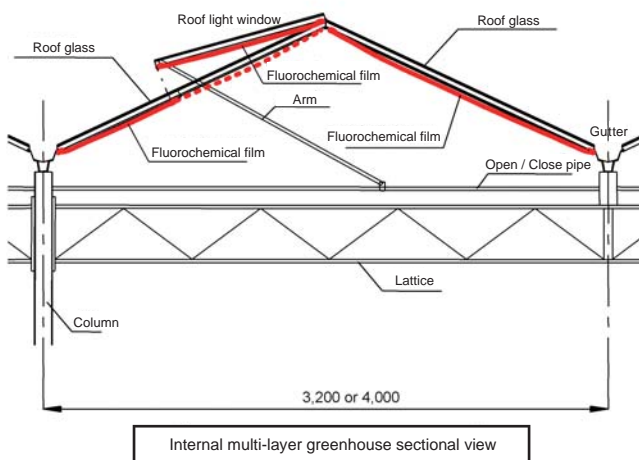 Roof light window
Roof glass
Roof glass
Fluorochemical film
Arm
Fluorochemical film
Fluorochemical film
Gutter
Open / Close pipe
Lattice
Column
3,200 or 4,000
Internal multi-layer greenhouse sectional view